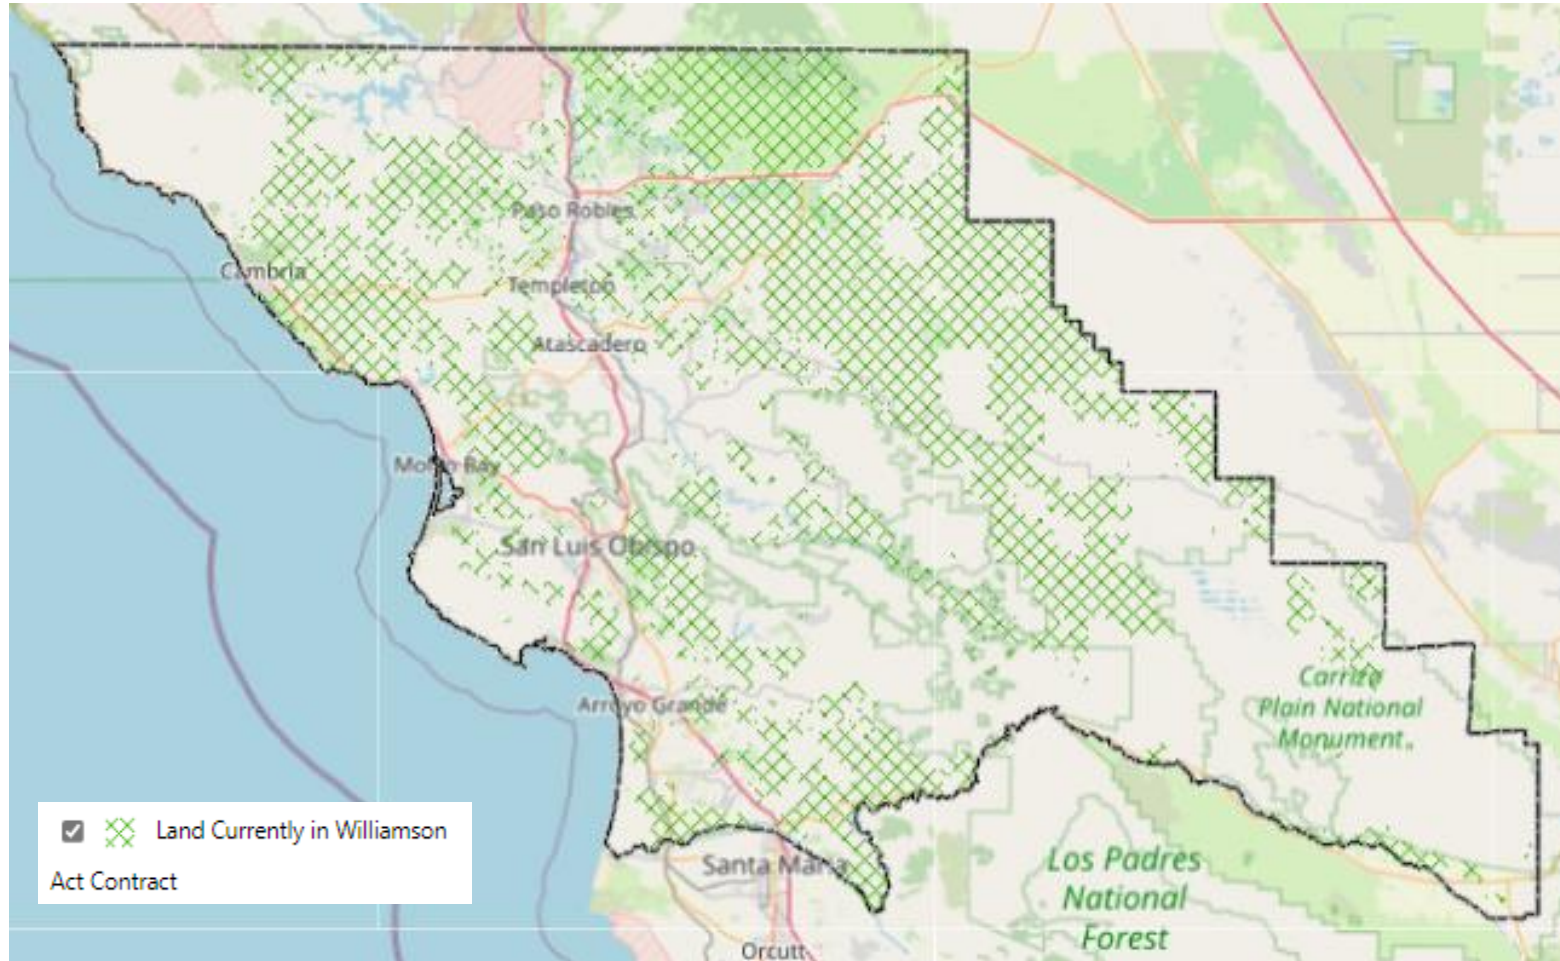 Paso Robles
Cambria
Templeton
Atascadero
Morro Bay
San Luis Obispo
Carrizo
Plain National
Monument
Arroyo Grande
Land Currently in Williamson
Act Contract
Santa Maria
Los Padres
National
Forest
Orcutt